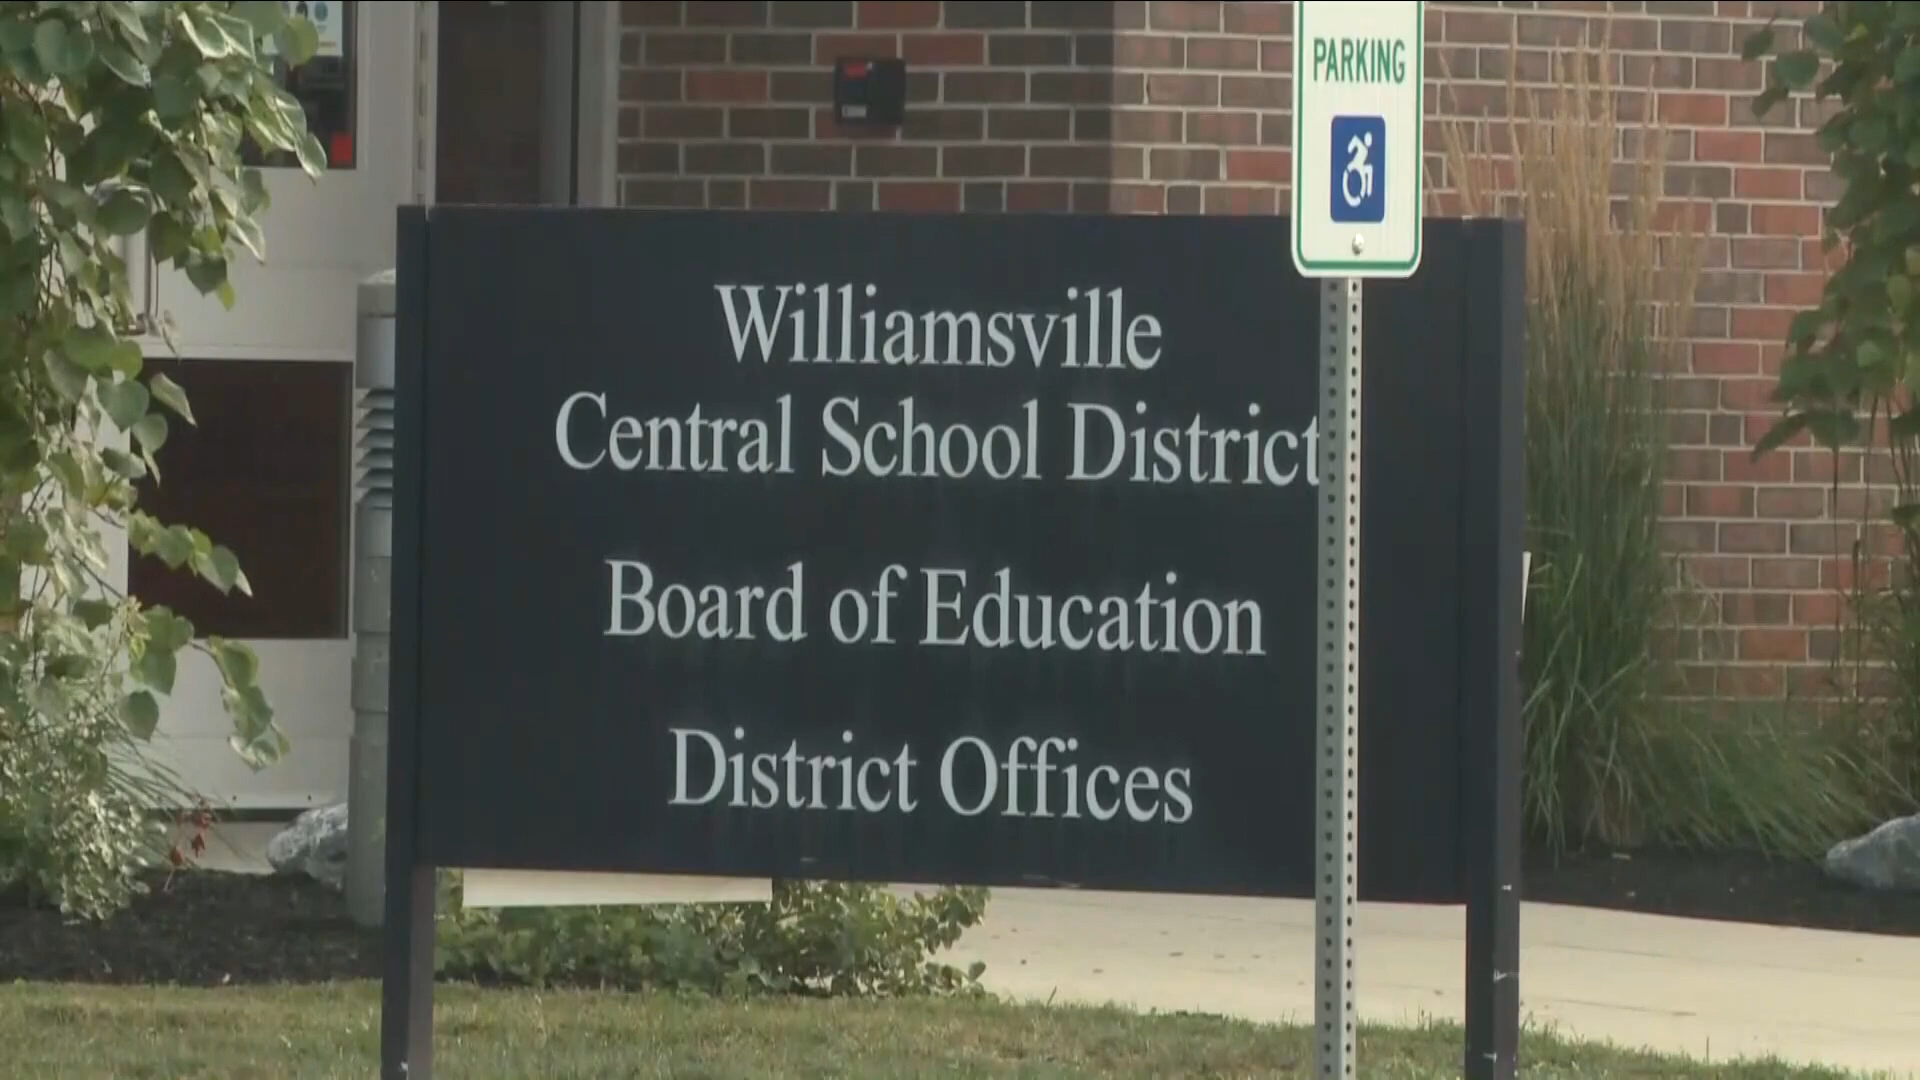 PARKING
Williamsville
Central School District
Board of Education
District Offices